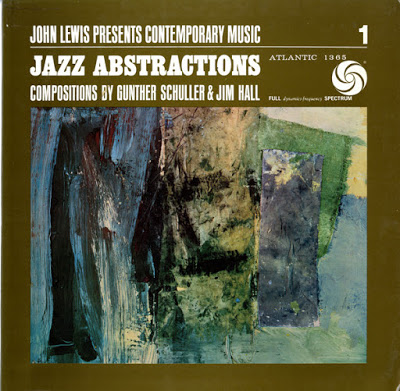 JOHN LEWIS PRESENTS CONTEMPORARY MUSIC 1
JAZZ ABSTRACTIONS
ATLANTIC 1365
COMPOSITIONS BY GUNTHER SCHULLER & JIM HALL
FULL dynamics-frequency SPECTRUM